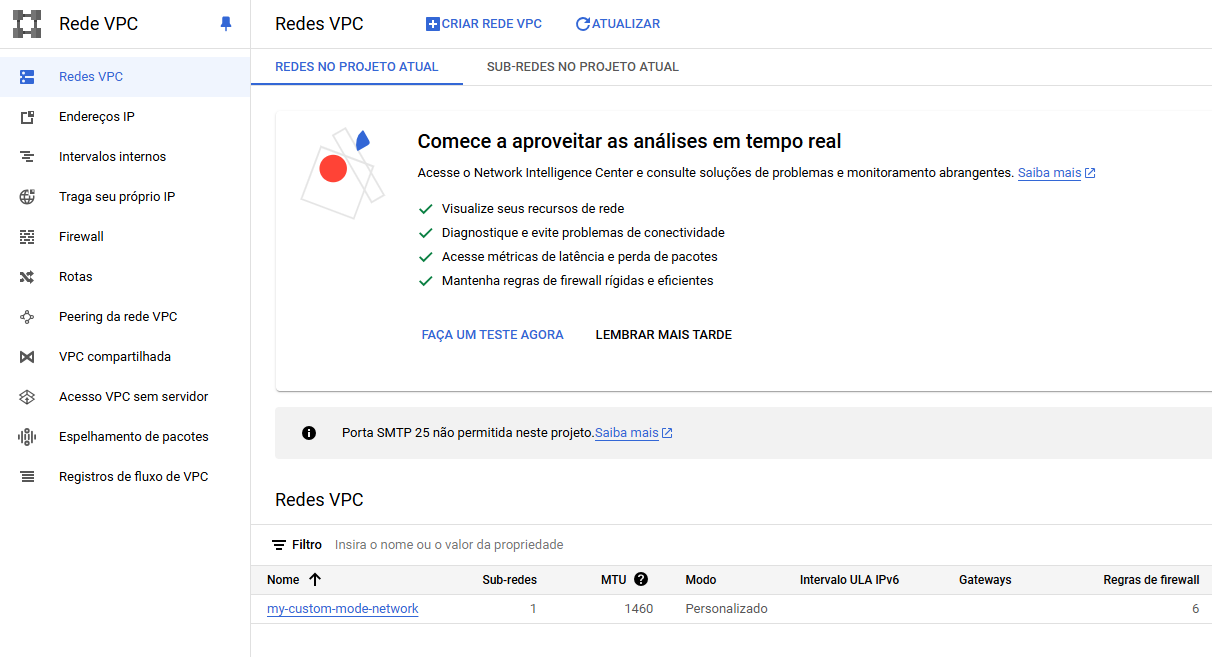 Rede VPC
Redes VPC
Endereços IP
Intervalos internos
Traga seu próprio IP
Firewall
Rotas
Peering da rede VPC
VPC compartilhada
Acesso VPC sem servidor
Espelhamento de pacotes
Registros de fluxo de VPC
Redes VPC CRIAR REDE VPC ATUALIZAR
REDES NO PROJETO ATUAL SUB-REDES NO PROJETO ATUAL
Comece a aproveitar as análises em tempo real
Acesse o Network Intelligence Center e consulte soluções de problemas e monitoramento abrangentes. Saiba mais
Visualize seus recursos de rede
Diagnostique e evite problemas de conectividade
Acesse métricas de latência e perda de pacotes
Mantenha regras de firewall rígidas e eficientes
FAÇA UM TESTE AGORA LEMBRAR MAIS TARDE
Porta SMTP 25 não permitida neste projeto.Saiba mais
Redes VPC
Filtro Insira o nome ou o valor da propriedade
Nome Sub-redes MTU Modo Intervalo ULA IPv6 Gateways Regras de firewall
my-custom-mode-network 1 1460 Personalizado 6